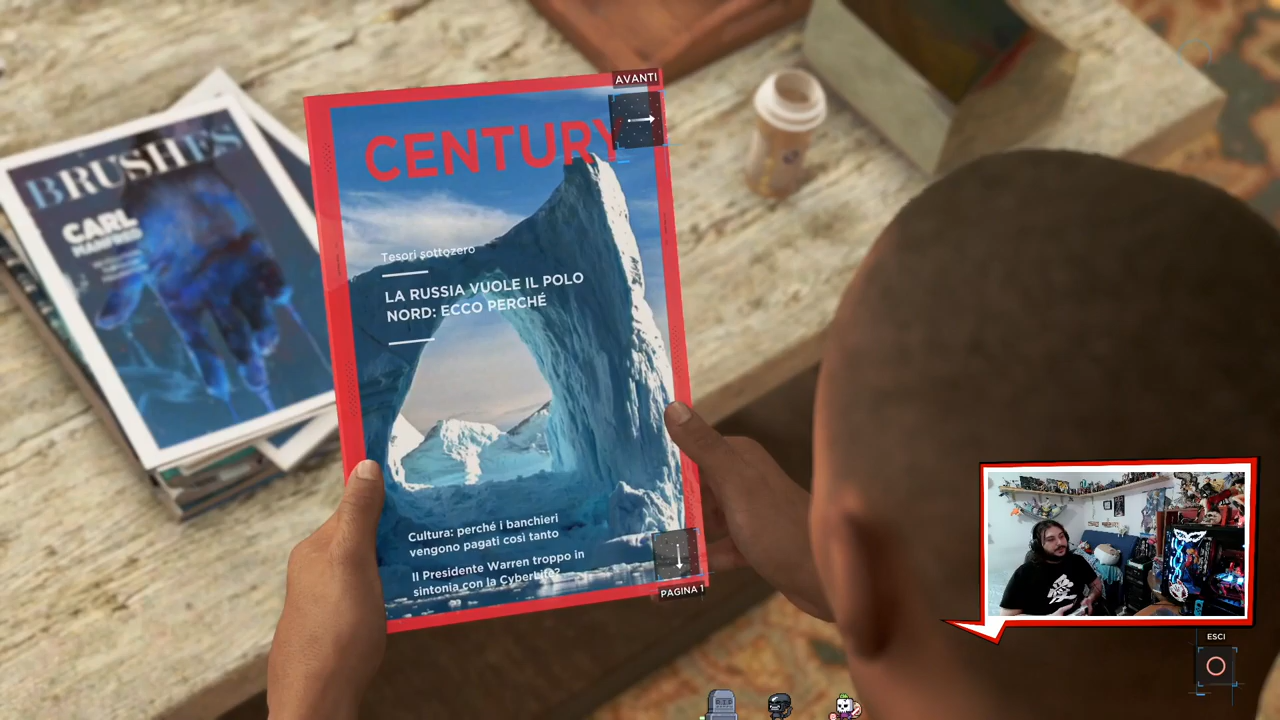 AVANTI
CENTURY
BRUSHES
CARL
MANFRED
Tesori sottozero
LA RUSSIA VUOLE IL POLO
NORD: ECCO PERCHÉ
Cultura: perché i banchieri
vengono pagati così tanto
Il Presidente Warren troppo in
sintonia con la CyberLife?
PAGINA 1
愛
ESCI